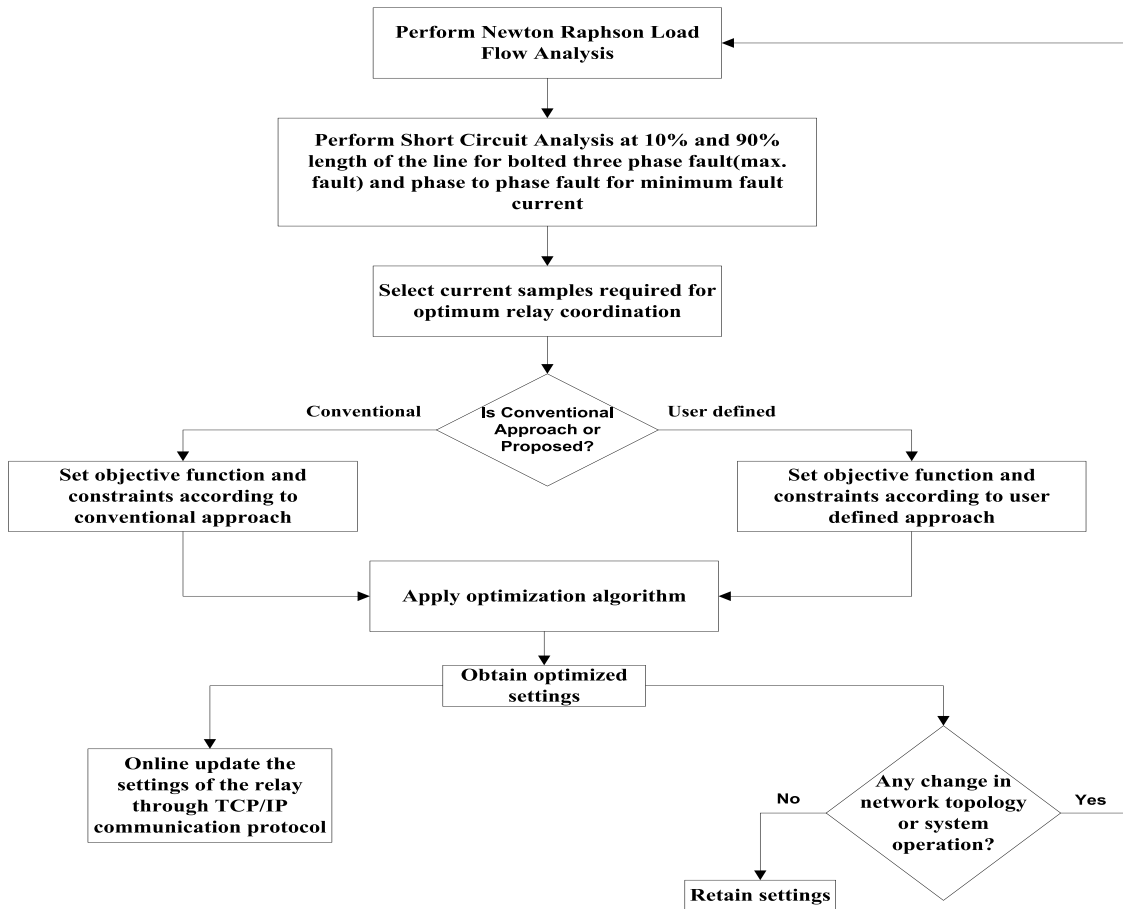 Perform Newton Raphson Load
Flow Analysis
Perform Short Circuit Analysis at 10% and 90%
length of the line for bolted three phase fault(max.
fault) and phase to phase fault for minimum fault
current
Select current samples required for
optimum relay coordination
Conventional
Is Conventional
Approach or
Proposed?
User defined
Set objective function and
constraints according to
conventional approach
Set objective function and
constraints according to user
defined approach
Apply optimization algorithm
Obtain optimized
settings
Online update the
settings of the relay
through TCP/IP
communication protocol
Any change in
network topology
or system
operation?
No
Yes
Retain settings